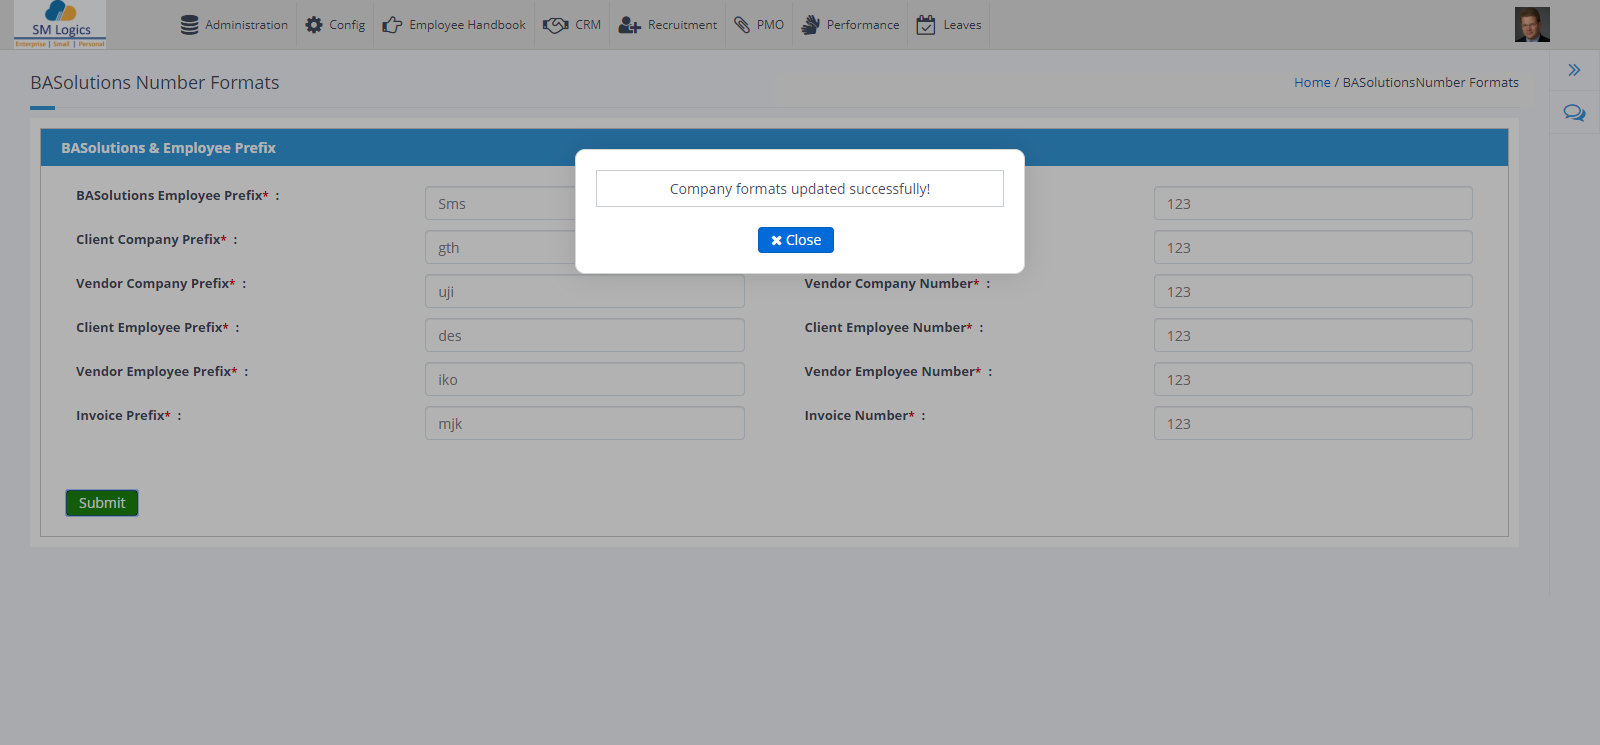 SM Logics
Enterprise | Small | Personal
Administration Config Employee Handbook CRM Recruitment PMO Performance Leaves
BASolutions Number Formats
Home / BASolutionsNumber Formats
BASolutions & Employee Prefix
Company formats updated successfully!
Close
BASolutions Employee Prefix* : Sms 123
Client Company Prefix* : gth 123
Vendor Company Prefix* : uji Vendor Company Number* : 123
Client Employee Prefix* : des Client Employee Number* : 123
Vendor Employee Prefix* : iko Vendor Employee Number* : 123
Invoice Prefix* : mjk Invoice Number* : 123
Submit